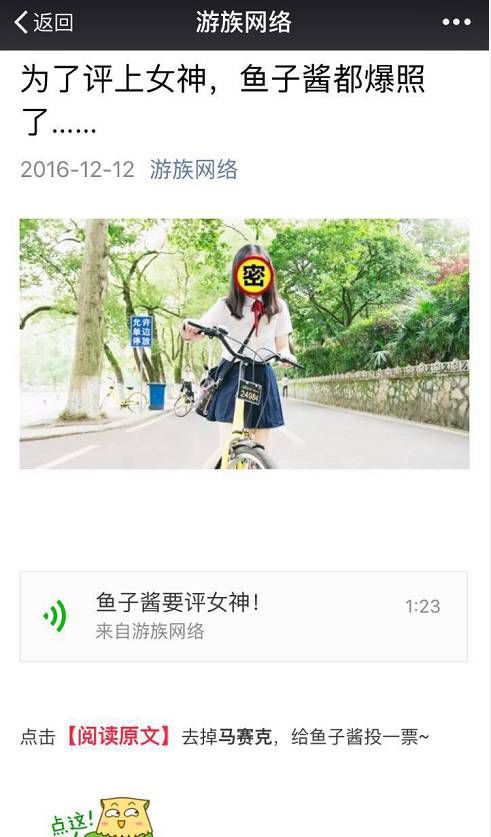 返回
游族网络
为了评上女神，鱼子酱都爆照
了……
2016-12-12 游族网络
密
允许
单边
停放
24984
鱼子酱要评女神！
1:23
来自游族网络
点击【阅读原文】去掉马赛克，给鱼子酱投一票~
点这!